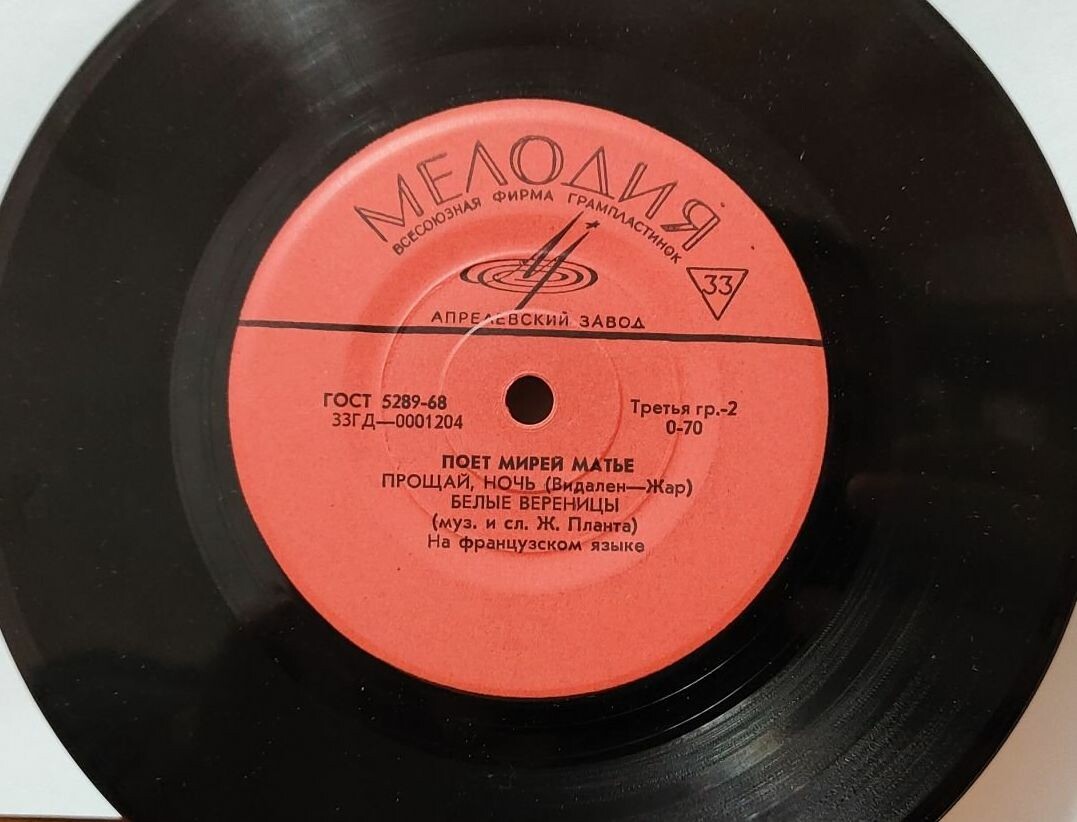 МЕЛОДИЯ
ВСЕСОЮЗНАЯ ФИРМА ГРАМПЛАСТИНОК
33
АПРЕЛЕВСКИЙ ЗАВОД
ГОСТ 5289-68
Третья гр.-2
33ГД—0001204
0-70
ПОЕТ МИРЕЙ МАТЬЕ
ПРОЩАЙ, НОЧЬ (Видален—Жар)
БЕЛЫЕ ВЕРЕНИЦЫ
(муз. и сл. Ж. Планта)
На французском языке